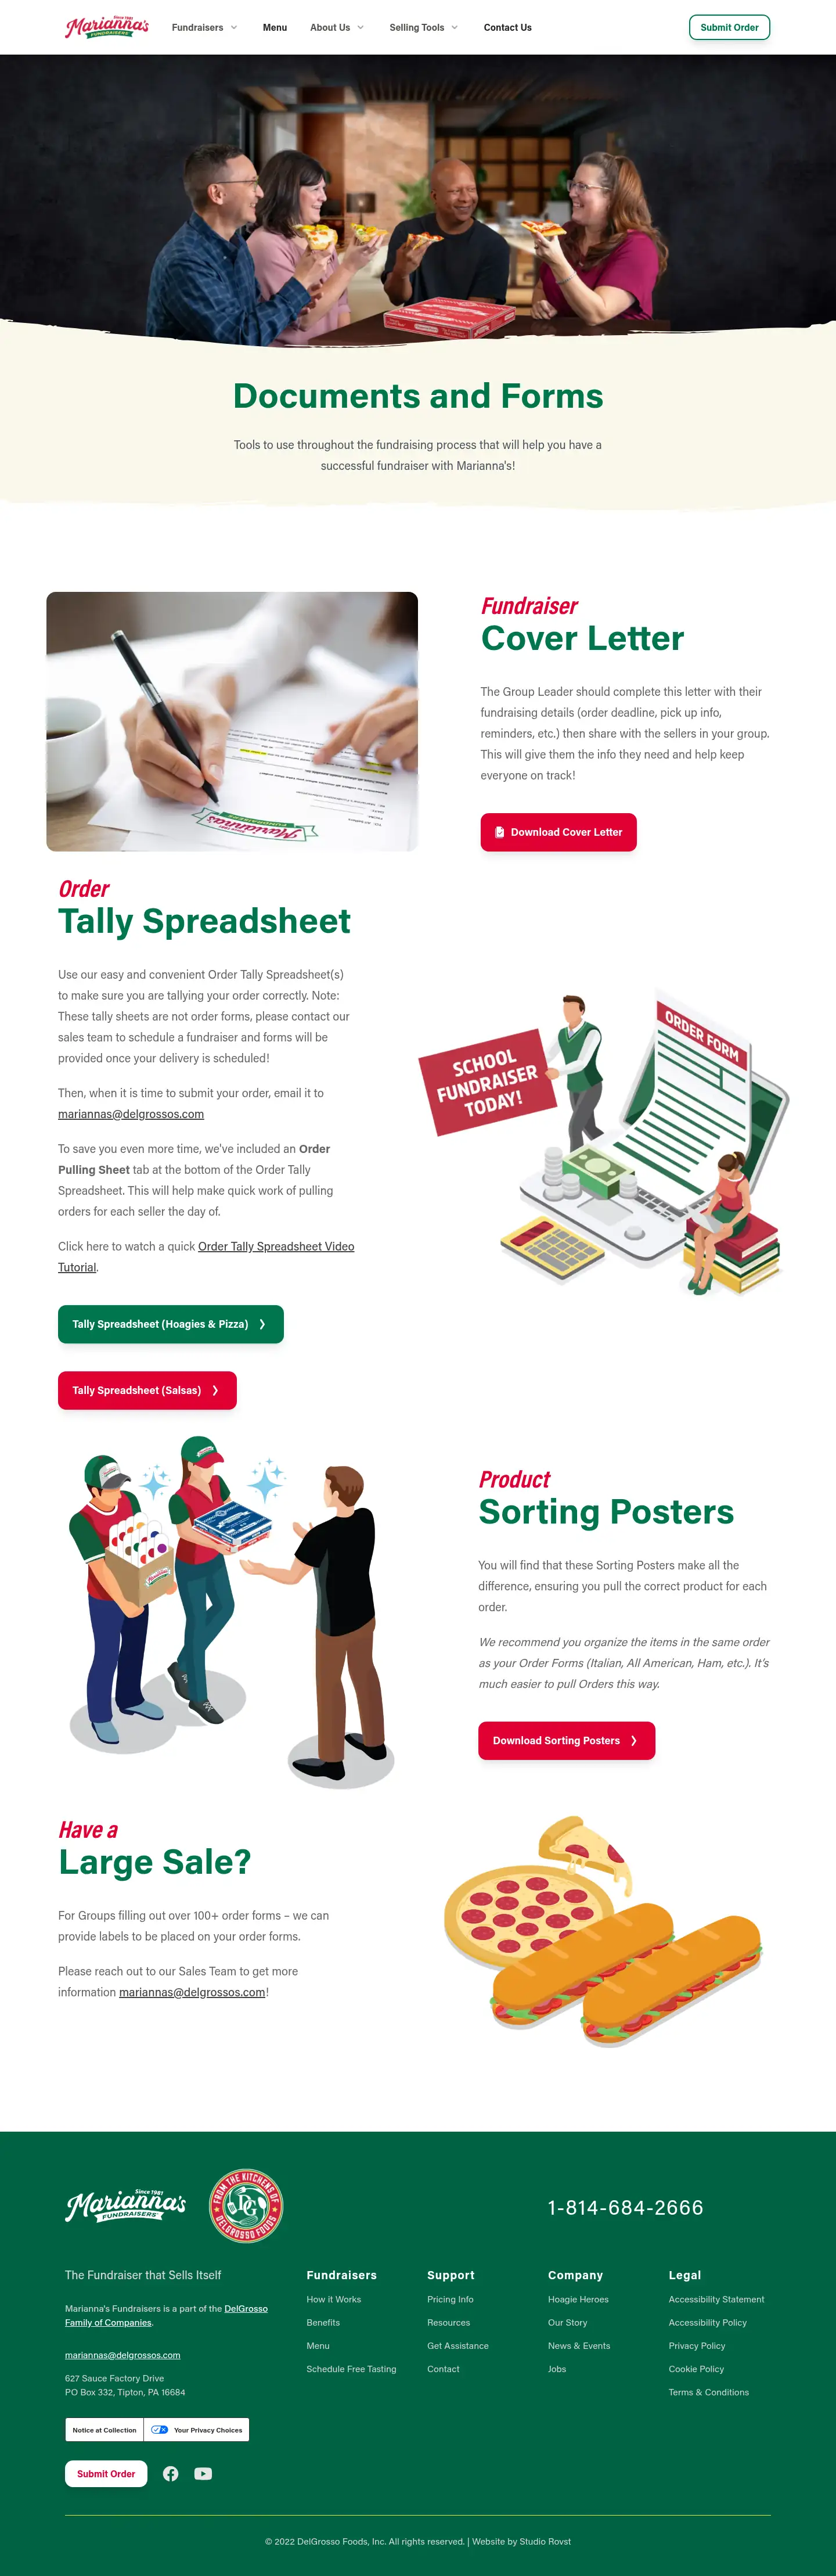 Since 1981
Marianna's
FUNDRAISERS
Fundraisers
Menu
About Us
Selling Tools
Contact Us
Submit Order
Documents and Forms
Tools to use throughout the fundraising process that will help you have a
successful fundraiser with Marianna's!
Fundraiser
Cover Letter
The Group Leader should complete this letter with their
fundraising details (order deadline, pick up info,
reminders, etc.) then share with the sellers in your group.
This will give them the info they need and help keep
everyone on track!
Download Cover Letter
Order
Tally Spreadsheet
Use our easy and convenient Order Tally Spreadsheet(s)
to make sure you are tallying your order correctly. Note:
These tally sheets are not order forms, please contact our
sales team to schedule a fundraiser and forms will be
provided once your delivery is scheduled!
Then, when it is time to submit your order, email it to
mariannas@delgrossos.com
To save you even more time, we've included an Order
Pulling Sheet tab at the bottom of the Order Tally
Spreadsheet. This will help make quick work of pulling
orders for each seller the day of.
Click here to watch a quick Order Tally Spreadsheet Video
Tutorial.
Tally Spreadsheet (Hoagies & Pizza)
Tally Spreadsheet (Salsas)
SCHOOL
FUNDRAISER
TODAY!
ORDER FORM
Product
Sorting Posters
You will find that these Sorting Posters make all the
difference, ensuring you pull the correct product for each
order.
We recommend you organize the items in the same order
as your Order Forms (Italian, All American, Ham, etc.). It's
much easier to pull Orders this way.
Download Sorting Posters
Have a
Large Sale?
For Groups filling out over 100+ order forms – we can
provide labels to be placed on your order forms.
Please reach out to our Sales Team to get more
information mariannas@delgrossos.com!
Since 1981
Marianna's
FUNDRAISERS
FROM THE KITCHENS OF
DG
DELGROSSO FOODS
1-814-684-2666
The Fundraiser that Sells Itself
Marianna's Fundraisers is a part of the DelGrosso
Family of Companies.
mariannas@delgrossos.com
627 Sauce Factory Drive
PO Box 332, Tipton, PA 16684
Notice at Collection
Your Privacy Choices
Submit Order
Fundraisers
How it Works
Benefits
Menu
Schedule Free Tasting
Support
Pricing Info
Resources
Get Assistance
Contact
Company
Hoagie Heroes
Our Story
News & Events
Jobs
Legal
Accessibility Statement
Accessibility Policy
Privacy Policy
Cookie Policy
Terms & Conditions
© 2022 DelGrosso Foods, Inc. All rights reserved. | Website by Studio Rovst